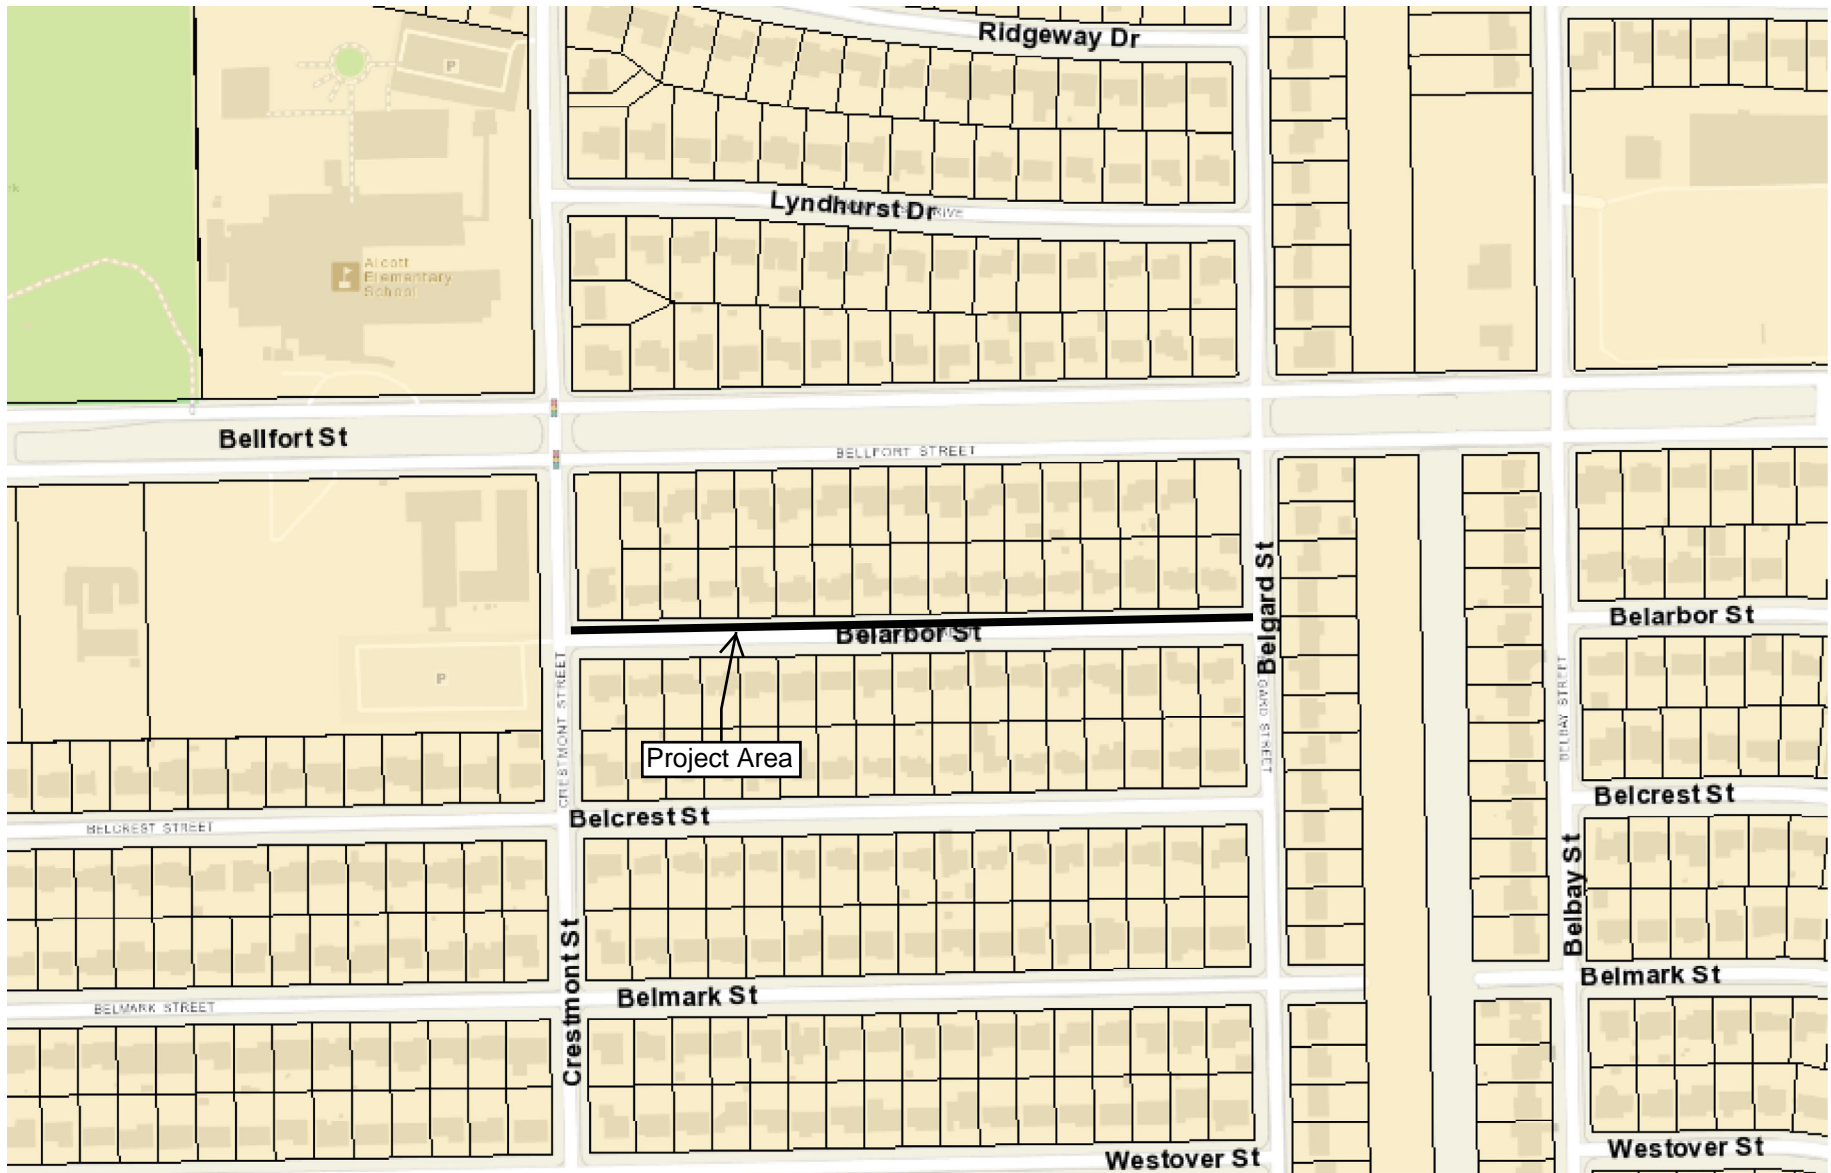 Ridgeway Dr
P
Lyndhurst Dr
Alcott
Elementary
School
Bellfort St
BELLFORT STREET
Belgard St
Belarbor St
Belarbor St
P
CRESTMONT STREET
BELBAY STREET
Project Area
Belcrest St
Belcrest St
BELCREST STREET
Belbay St
Crestmont St
Belmark St
Belmark St
BELMARK STREET
Westover St
Westover St